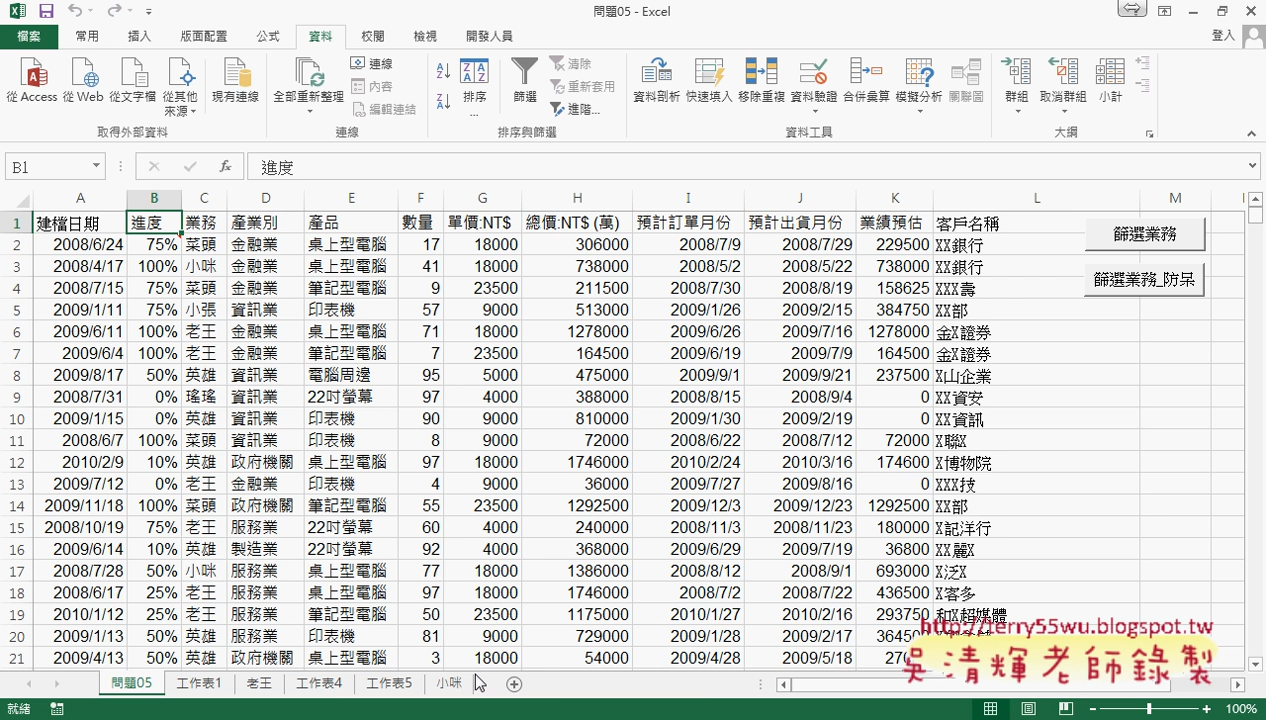 問題05 - Excel
檔案 常用 插入 版面配置 公式 資料 校閱 檢視 開發人員 登入
從 Access 從 Web 從文字檔 從其他來源 現有連線 全部重新整理 連線 內容 編輯連結 排序... 篩選 清除 重新套用 進階... 資料剖析 快速填入 移除重複 資料驗證 合併彙算 模擬分析 關聯圖 群組 取消群組 小計
取得外部資料 連線 排序與篩選 資料工具 大綱
B1 fx 進度
A B C D E F G H I J K L M
1 建檔日期 進度 業務 產業別 產品 數量 單價:NT$ 總價:NT$ (萬) 預計訂單月份 預計出貨月份 業績預估 客戶名稱 篩選業務
2 2008/6/24 75% 菜頭 金融業 桌上型電腦 17 18000 306000 2008/7/9 2008/7/29 229500 XX銀行
3 2008/4/17 100% 小咪 金融業 桌上型電腦 41 18000 738000 2008/5/2 2008/5/22 738000 XX銀行 篩選業務_防呆
4 2008/7/15 75% 菜頭 金融業 筆記型電腦 9 23500 211500 2008/7/30 2008/8/19 158625 XXX壽
5 2009/1/11 75% 小張 資訊業 印表機 57 9000 513000 2009/1/26 2009/2/15 384750 XX部
6 2009/6/11 100% 老王 金融業 桌上型電腦 71 18000 1278000 2009/6/26 2009/7/16 1278000 金X證券
7 2009/6/4 100% 老王 金融業 筆記型電腦 7 23500 164500 2009/6/19 2009/7/9 164500 金X證券
8 2009/8/17 50% 英雄 資訊業 電腦周邊 95 5000 475000 2009/9/1 2009/9/21 237500 X山企業
9 2008/7/31 0% 瑤瑤 資訊業 22吋螢幕 97 4000 388000 2008/8/15 2008/9/4 0 XX資安
10 2009/1/15 0% 英雄 資訊業 印表機 90 9000 810000 2009/1/30 2009/2/19 0 XX資訊
11 2008/6/7 100% 菜頭 資訊業 印表機 8 9000 72000 2008/6/22 2008/7/12 72000 X聯X
12 2010/2/9 10% 英雄 政府機關 桌上型電腦 97 18000 1746000 2010/2/24 2010/3/16 174600 X博物院
13 2009/7/12 0% 老王 金融業 印表機 4 9000 36000 2009/7/27 2009/8/16 0 XXX技
14 2009/11/18 100% 菜頭 政府機關 筆記型電腦 55 23500 1292500 2009/12/3 2009/12/23 1292500 XX部
15 2008/10/19 75% 老王 服務業 22吋螢幕 60 4000 240000 2008/11/3 2008/11/23 180000 X記洋行
16 2009/6/14 10% 英雄 製造業 22吋螢幕 92 4000 368000 2009/6/29 2009/7/19 36800 XX麗X
17 2008/7/28 50% 小咪 服務業 桌上型電腦 77 18000 1386000 2008/8/12 2008/9/1 693000 X泛X
18 2008/6/17 25% 老王 服務業 桌上型電腦 97 18000 1746000 2008/7/2 2008/7/22 436500 X客多
19 2010/1/12 25% 老王 服務業 筆記型電腦 50 23500 1175000 2010/1/27 2010/2/16 293750 和X超媒體
20 2009/1/13 50% 英雄 服務業 印表機 81 9000 729000 2009/1/28 2009/2/17
21 2009/4/13 50% 英雄 政府機關 桌上型電腦 3 18000 54000 2009/4/28 2009/5/18
http://terry55wu.blogspot.tw
吳清輝老師錄製
問題05 工作表1 老王 工作表4 工作表5 小咪
就緒 100%